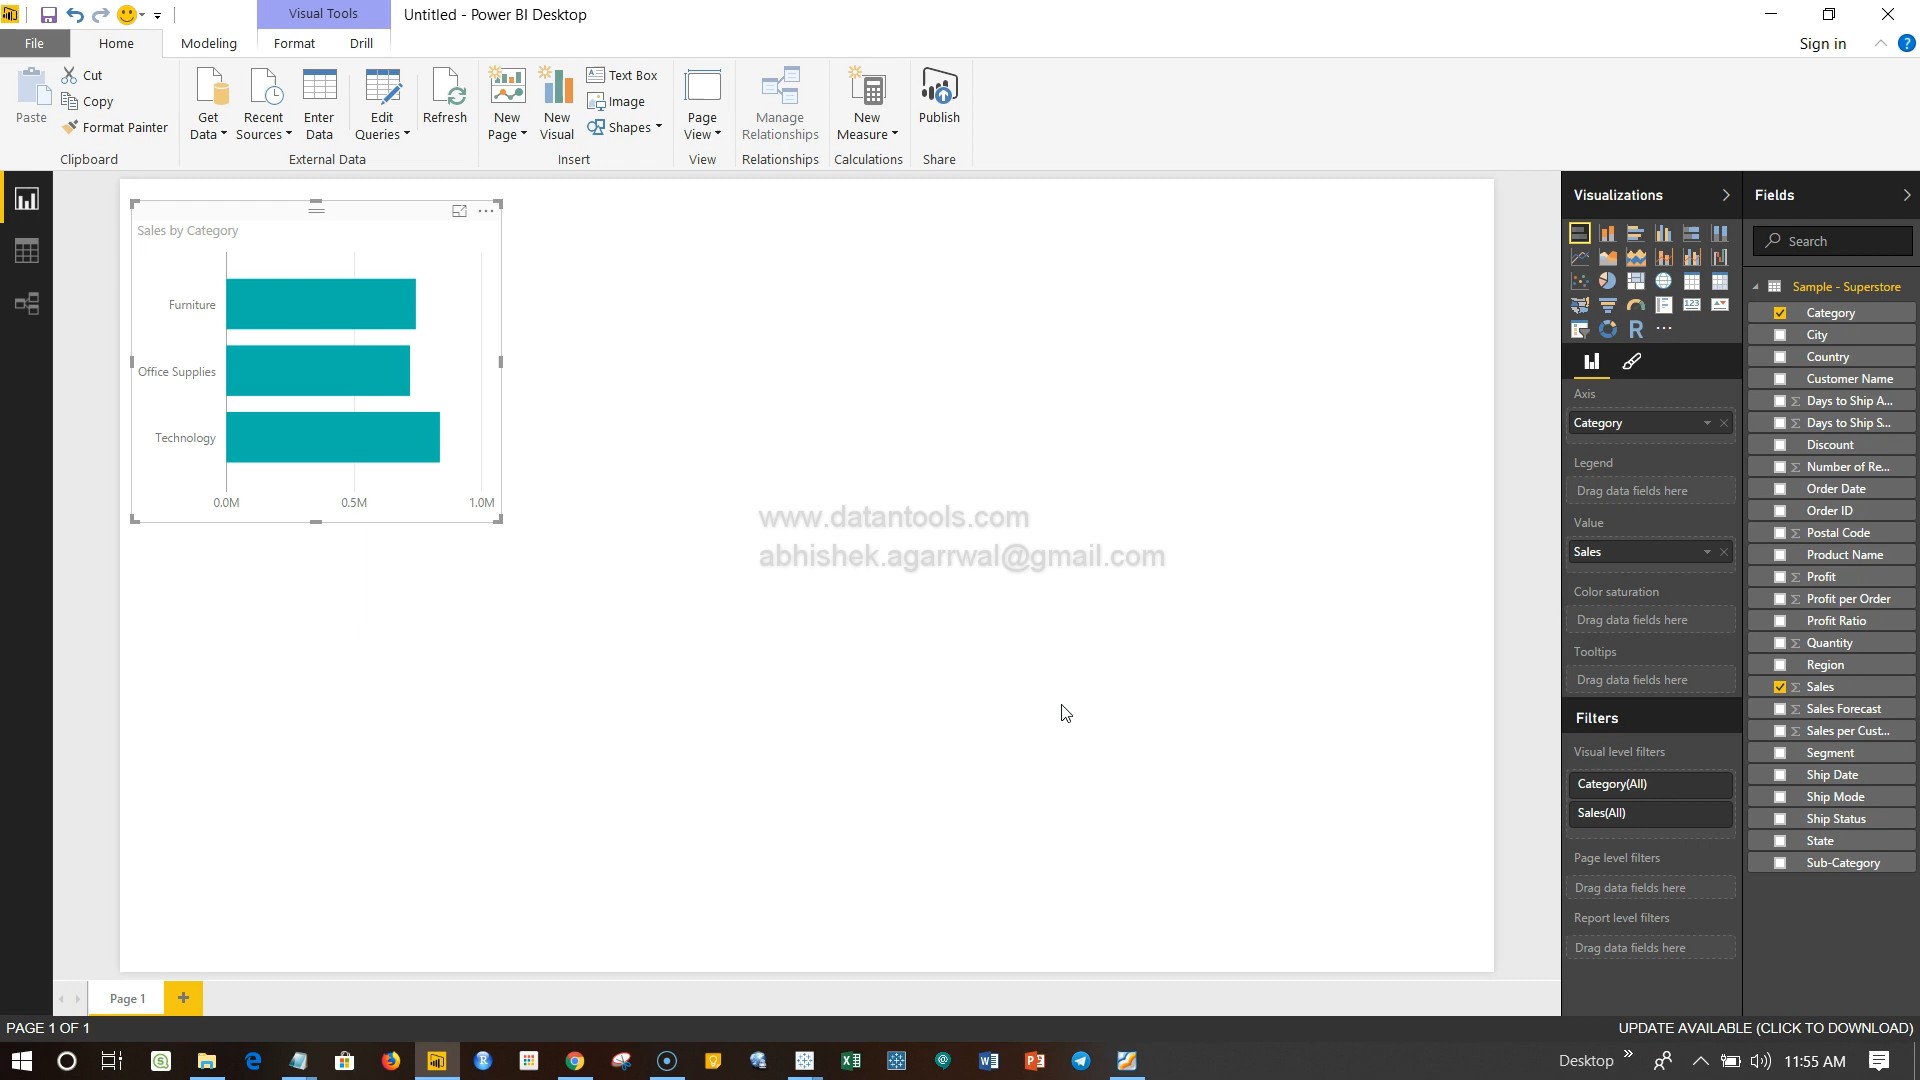 Visual Tools
Untitled - Power BI Desktop
File
Home
Modeling
Format
Drill
Sign in
?
Paste
Cut
Copy
Format Painter
Clipboard
Get Data
Recent Sources
Enter Data
Edit Queries
Refresh
External Data
New Page
New Visual
Text Box
Image
Shapes
Insert
Page View
View
Manage Relationships
Relationships
New Measure
Calculations
Publish
Share
Sales by Category
Furniture
Office Supplies
Technology
0.0M
0.5M
1.0M
www.datantools.com
abhishek.agarrwal@gmail.com
Visualizations
123
R
Axis
Category
Legend
Drag data fields here
Value
Sales
Color saturation
Drag data fields here
Tooltips
Drag data fields here
Filters
Visual level filters
Category(All)
Sales(All)
Page level filters
Drag data fields here
Report level filters
Drag data fields here
Fields
Search
Sample - Superstore
Category
City
Country
Customer Name
Σ Days to Ship A...
Σ Days to Ship S...
Discount
Σ Number of Re...
Order Date
Order ID
Σ Postal Code
Product Name
Σ Profit
Σ Profit per Order
Profit Ratio
Σ Quantity
Region
Σ Sales
Σ Sales Forecast
Σ Sales per Cust...
Segment
Ship Date
Ship Mode
Ship Status
State
Sub-Category
Page 1
+
PAGE 1 OF 1
UPDATE AVAILABLE (CLICK TO DOWNLOAD)
Desktop
11:55 AM